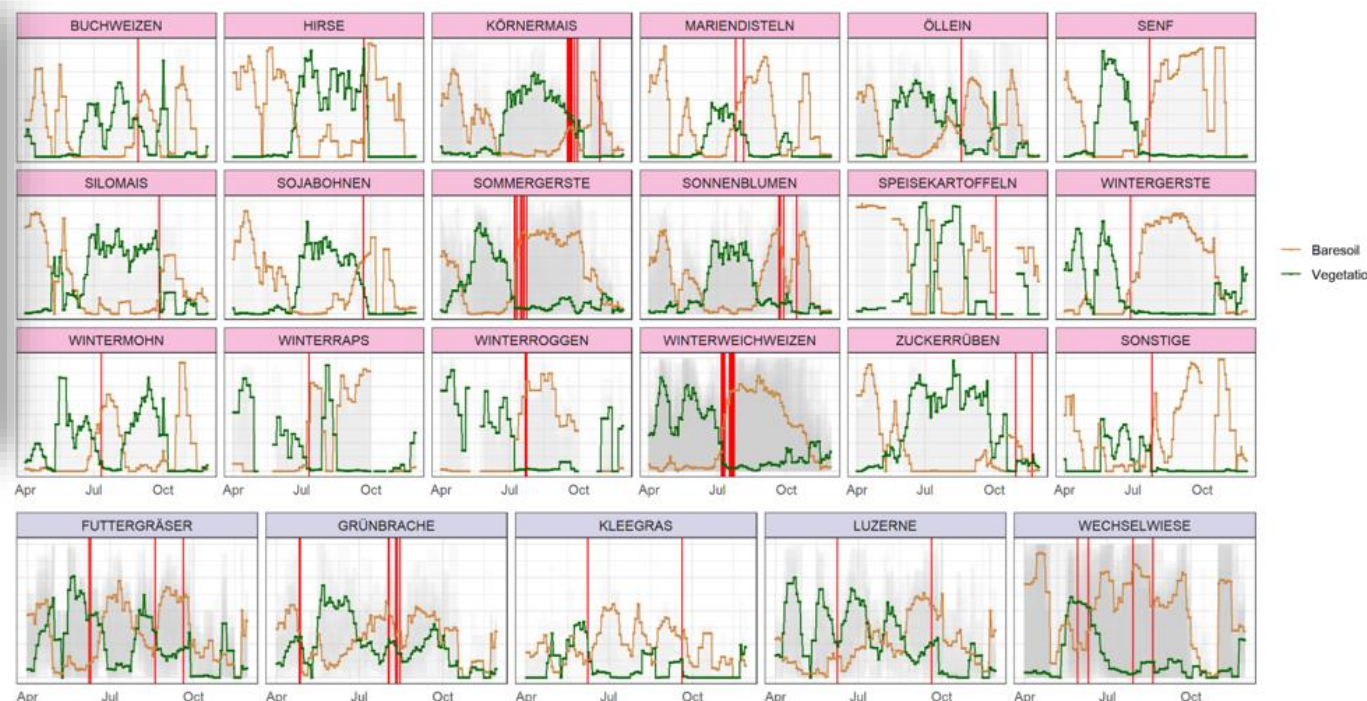 BUCHWEIZEN HIRSE KÖRNERMAIS MARIENDISTELN ÖLLEIN SENF
SILOMAIS SOJABOHNEN SOMMERGERSTE SONNENBLUMEN SPEISEKARTOFFELN WINTERGERSTE
Baresoil
Vegetatio
WINTERMOHN WINTERRAPS WINTERROGGEN WINTERWEICHWEIZEN ZUCKERRÜBEN SONSTIGE
Apr Jul Oct Apr Jul Oct Apr Jul Oct Apr Jul Oct Apr Jul Oct Apr Jul Oct
FUTTERGRÄSER GRÜNBRACHE KLEEGRAS LUZERNE WECHSELWIESE
Apr Jul Oct Apr Jul Oct Apr Jul Oct Apr Jul Oct Apr Jul Oct